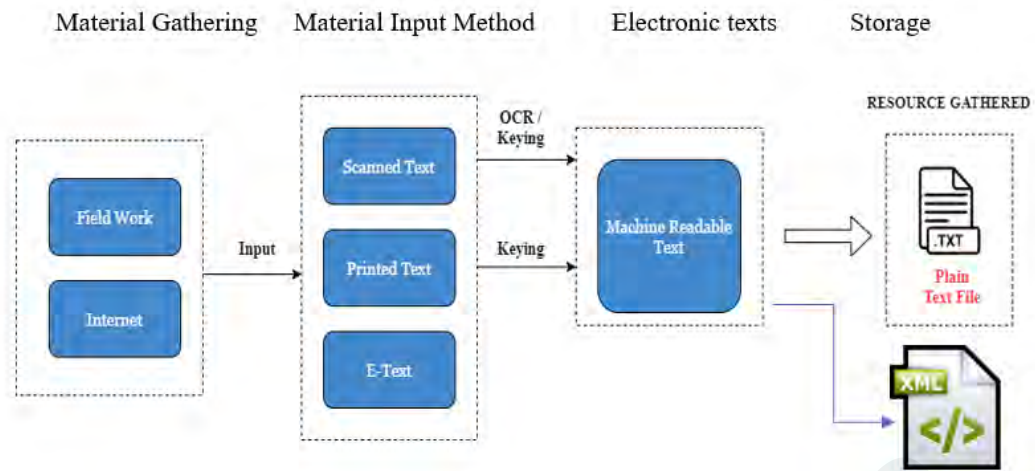 Material Gathering
Material Input Method
Electronic texts
Storage
Field Work
Internet
Input
Scanned Text
Printed Text
E-Text
OCR /
Keying
Keying
Machine Readable
Text
RESOURCE GATHERED
.TXT
Plain
Text File
XML
</>